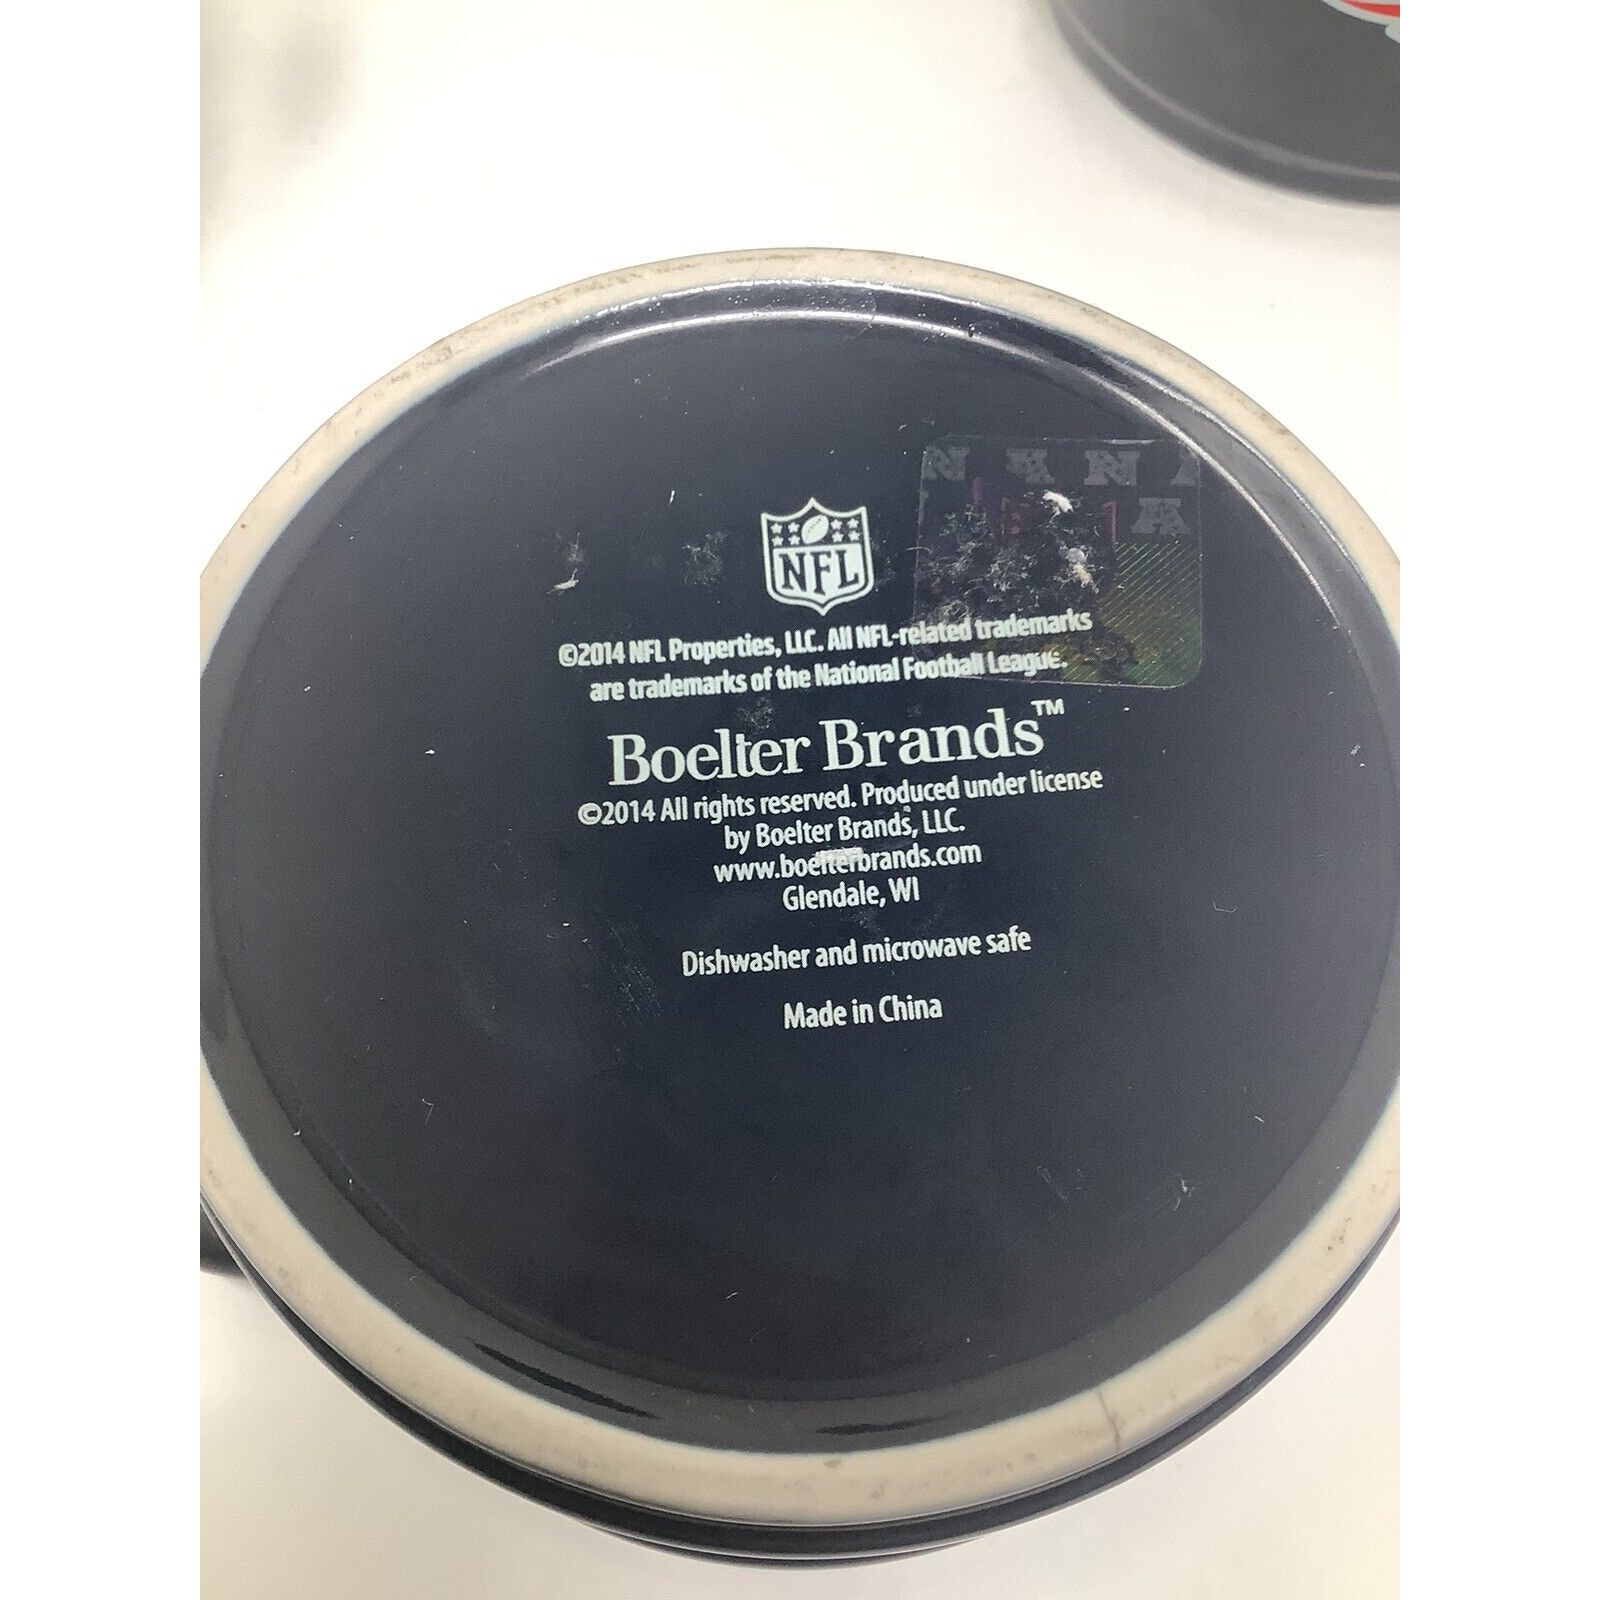 NFL
©2014 NFL Properties, LLC. All NFL-related trademarks
are trademarks of the National Football League.
Boelter Brands™
©2014 All rights reserved. Produced under license
by Boelter Brands, LLC.
www.boelterbrands.com
Glendale, WI
Dishwasher and microwave safe
Made in China